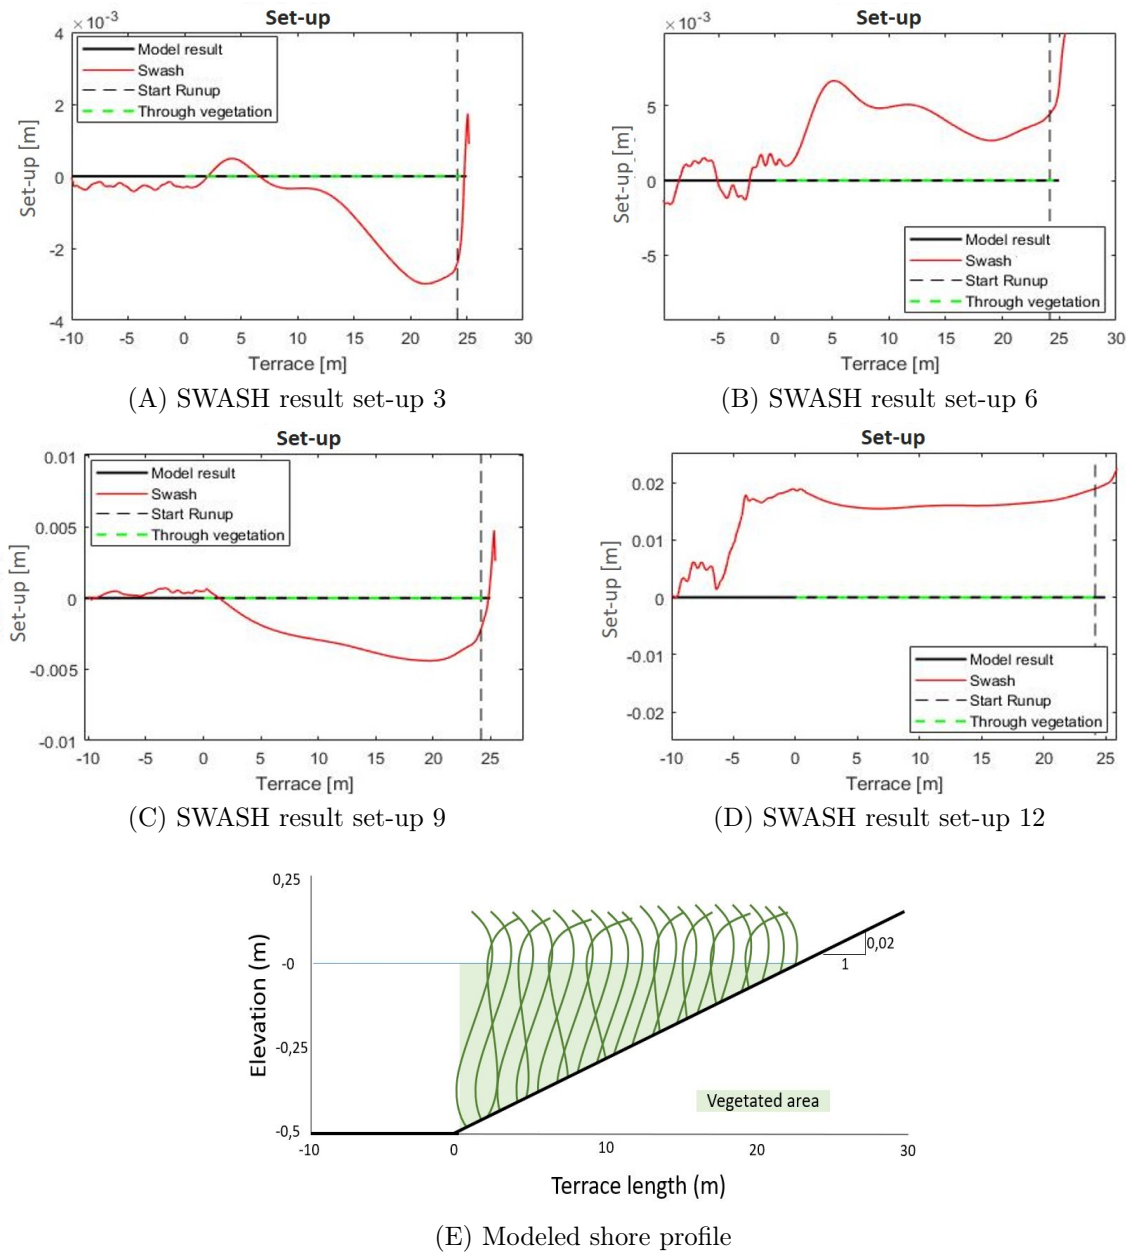 Set-up
×10⁻³
4
2
0
-2
-4
Set-up [m]
Model result
Swash
Start Runup
Through vegetation
-10 -5 0 5 10 15 20 25 30
Terrace [m]
(A) SWASH result set-up 3
Set-up
×10⁻³
5
0
-5
Set-up [m]
Model result
Swash
Start Runup
Through vegetation
-5 0 5 10 15 20 25 30
Terrace [m]
(B) SWASH result set-up 6
Set-up
0.01
0.005
0
-0.005
-0.01
Set-up [m]
Model result
Swash
Start Runup
Through vegetation
-10 -5 0 5 10 15 20 25
Terrace [m]
(C) SWASH result set-up 9
Set-up
0.02
0.01
0
-0.01
-0.02
Set-up [m]
Model result
Swash
Start Runup
Through vegetation
-10 -5 0 5 10 15 20 25
Terrace [m]
(D) SWASH result set-up 12
0,25
-0
-0,25
-0,5
Elevation (m)
0,02
1
Vegetated area
-10 0 10 20 30
Terrace length (m)
(E) Modeled shore profile